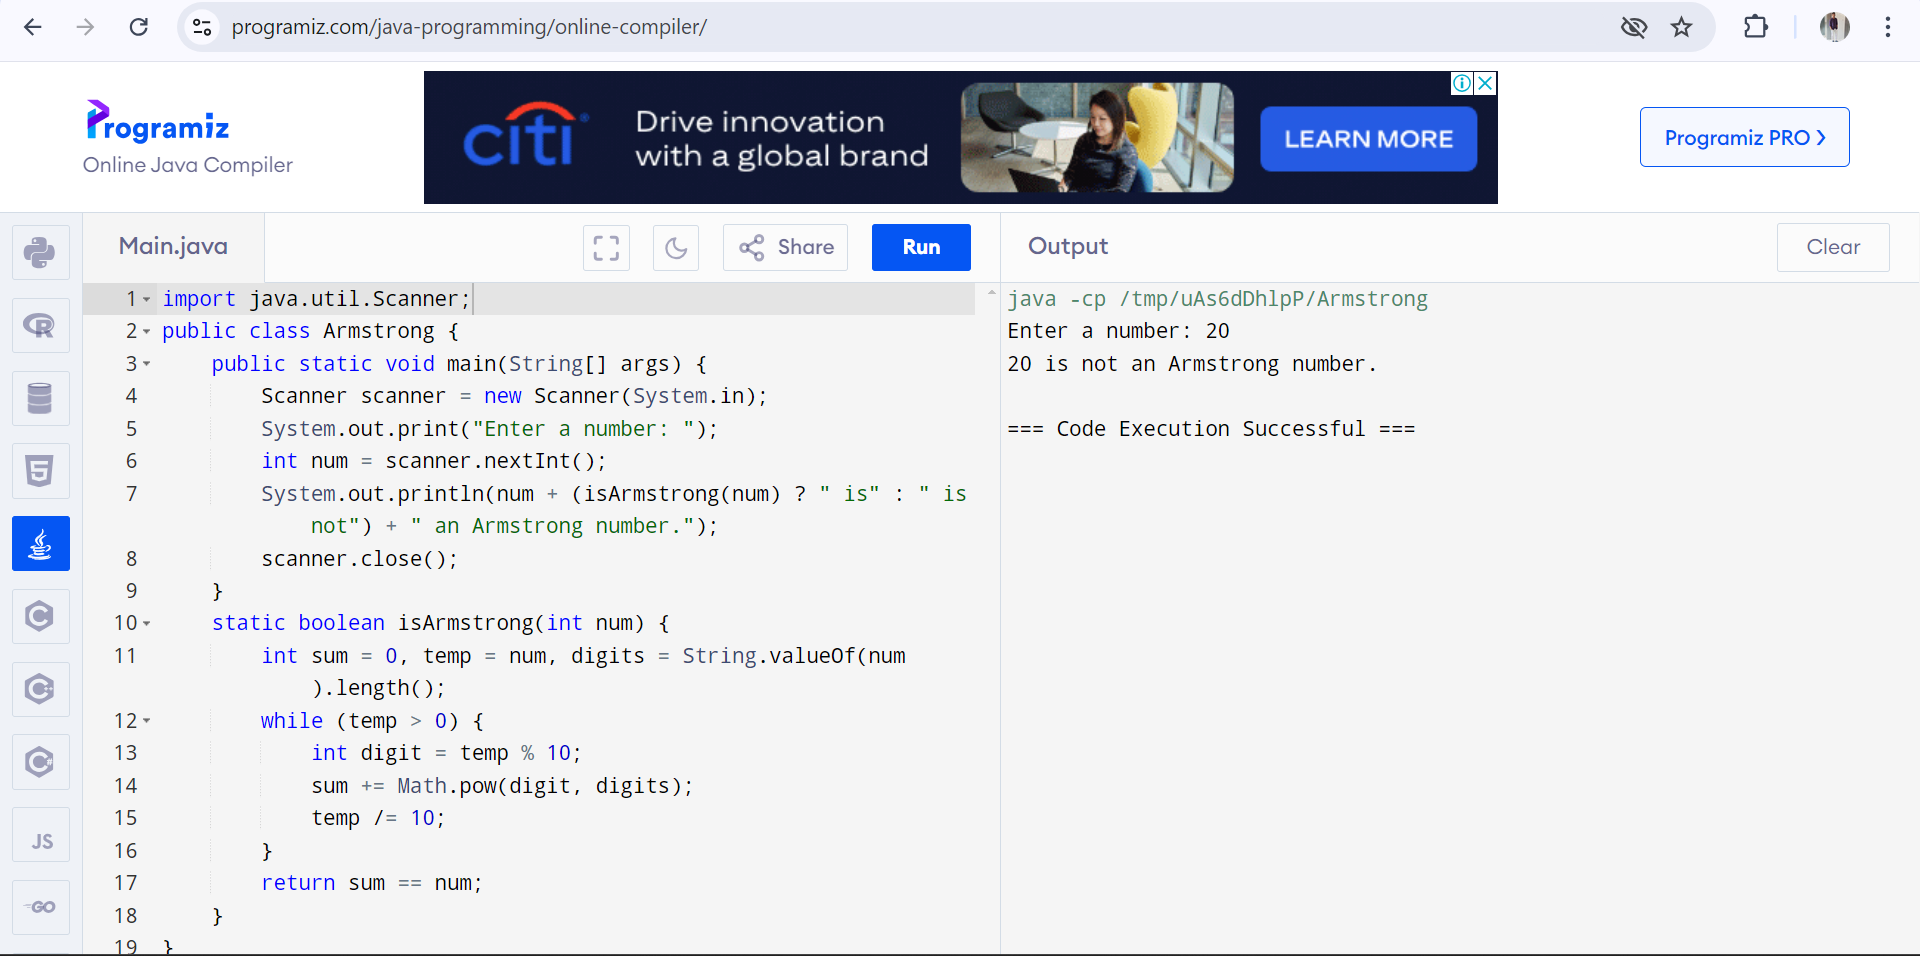 programiz.com/java-programming/online-compiler/
Programiz
Online Java Compiler
citi
Drive innovation
with a global brand
LEARN MORE
Programiz PRO
Main.java
Share
Run
Output
Clear
1 import java.util.Scanner;
2 public class Armstrong {
3     public static void main(String[] args) {
4         Scanner scanner = new Scanner(System.in);
5         System.out.print("Enter a number: ");
6         int num = scanner.nextInt();
7         System.out.println(num + (isArmstrong(num) ? " is" : " is
            not") + " an Armstrong number.");
8         scanner.close();
9     }
10     static boolean isArmstrong(int num) {
11         int sum = 0, temp = num, digits = String.valueOf(num
            ).length();
12         while (temp > 0) {
13             int digit = temp % 10;
14             sum += Math.pow(digit, digits);
15             temp /= 10;
16         }
17         return sum == num;
18     }
19 }
java -cp /tmp/uAs6dDhlpP/Armstrong
Enter a number: 20
20 is not an Armstrong number.
=== Code Execution Successful ===
R
5
C
C++
C#
JS
GO